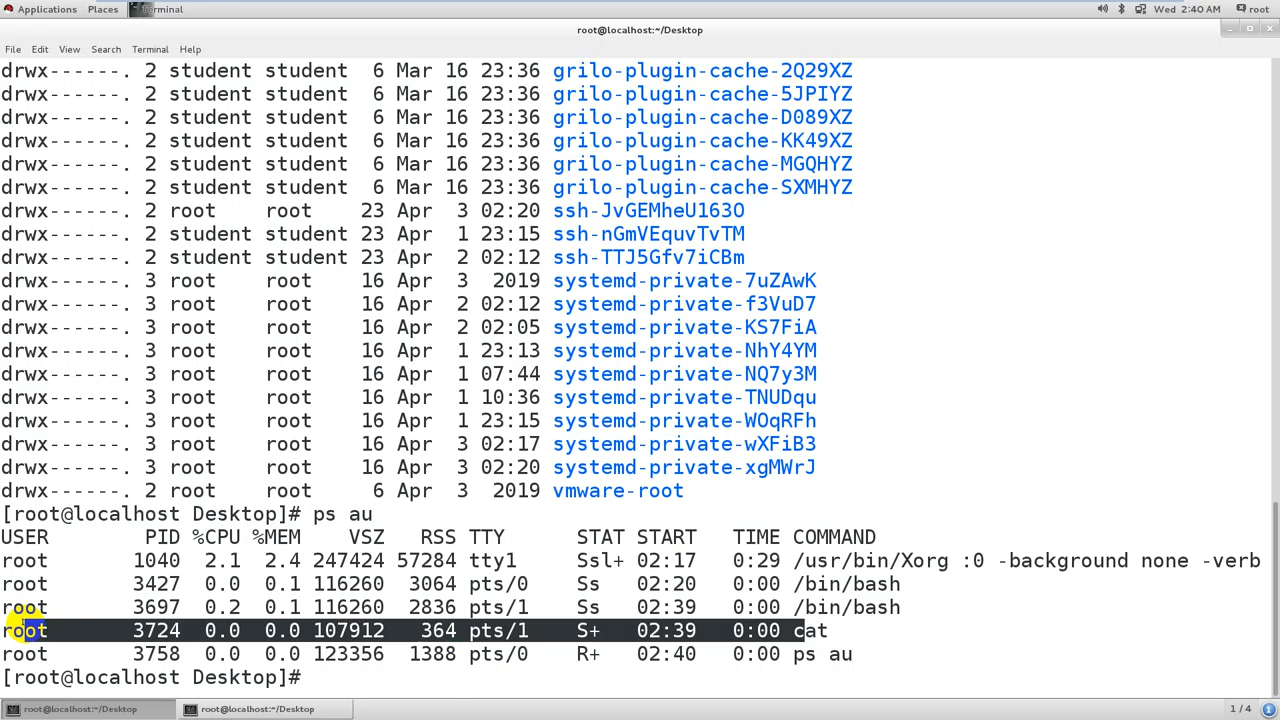 Applications Places Terminal Wed 2:40 AM root
root@localhost:~/Desktop
File Edit View Search Terminal Help
drwx------. 2 student student 6 Mar 16 23:36 grilo-plugin-cache-2Q29XZ
drwx------. 2 student student 6 Mar 16 23:36 grilo-plugin-cache-5JPIYZ
drwx------. 2 student student 6 Mar 16 23:36 grilo-plugin-cache-D089XZ
drwx------. 2 student student 6 Mar 16 23:36 grilo-plugin-cache-KK49XZ
drwx------. 2 student student 6 Mar 16 23:36 grilo-plugin-cache-MGQHYZ
drwx------. 2 student student 6 Mar 16 23:36 grilo-plugin-cache-SXMHYZ
drwx------. 2 root root 23 Apr 3 02:20 ssh-JvGEMheU163O
drwx------. 2 student student 23 Apr 1 23:15 ssh-nGmVEquvTvTM
drwx------. 2 student student 23 Apr 2 02:12 ssh-TTJ5Gfv7iCBm
drwx------. 3 root root 16 Apr 3 2019 systemd-private-7uZAwK
drwx------. 3 root root 16 Apr 2 02:12 systemd-private-f3VuD7
drwx------. 3 root root 16 Apr 2 02:05 systemd-private-KS7FiA
drwx------. 3 root root 16 Apr 1 23:13 systemd-private-NhY4YM
drwx------. 3 root root 16 Apr 1 07:44 systemd-private-NQ7y3M
drwx------. 3 root root 16 Apr 1 10:36 systemd-private-TNUDqu
drwx------. 3 root root 16 Apr 1 23:15 systemd-private-WOqRFh
drwx------. 3 root root 16 Apr 3 02:17 systemd-private-wXFiB3
drwx------. 3 root root 16 Apr 3 02:20 systemd-private-xgMWrJ
drwx------. 2 root root 6 Apr 3 2019 vmware-root
[root@localhost Desktop]# ps au
USER PID %CPU %MEM VSZ RSS TTY STAT START TIME COMMAND
root 1040 2.1 2.4 247424 57284 tty1 Ssl+ 02:17 0:29 /usr/bin/Xorg :0 -background none -verb
root 3427 0.0 0.1 116260 3064 pts/0 Ss 02:20 0:00 /bin/bash
root 3697 0.2 0.1 116260 2836 pts/1 Ss 02:39 0:00 /bin/bash
root 3724 0.0 0.0 107912 364 pts/1 S+ 02:39 0:00 cat
root 3758 0.0 0.0 123356 1388 pts/0 R+ 02:40 0:00 ps au
[root@localhost Desktop]#
root@localhost:~/Desktop root@localhost:~/Desktop 1 / 4